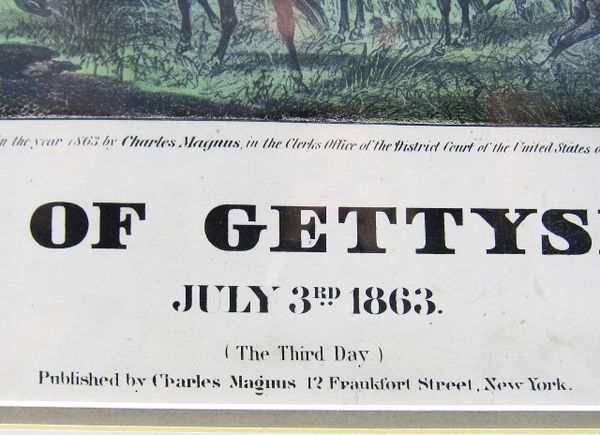 in the year 1863 by Charles Magnus, in the Clerks Office of the District Court of the United States
OF GETTYS
JULY 3RD 1863.
( The Third Day )
Published by Charles Magnus 12 Frankfort Street, New York.